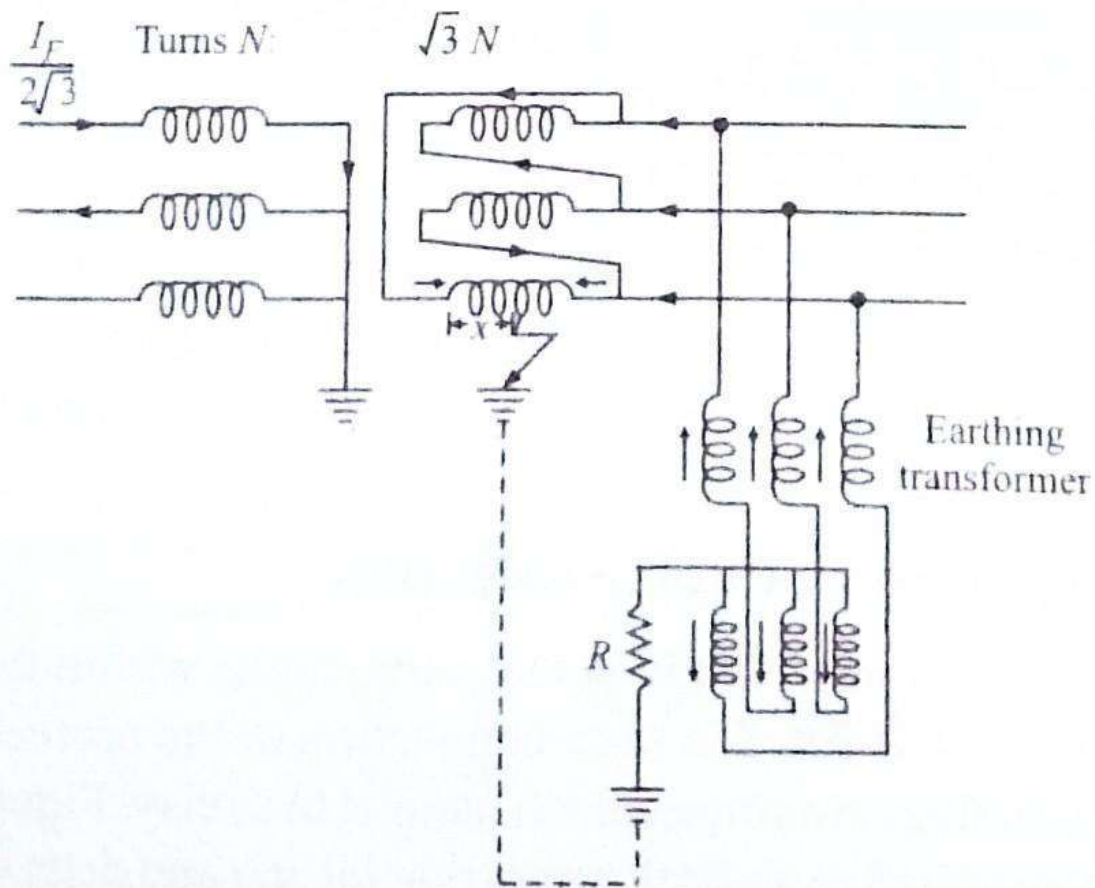 I_F Turns N: √3 N
2√3
x
Earthing
transformer
R